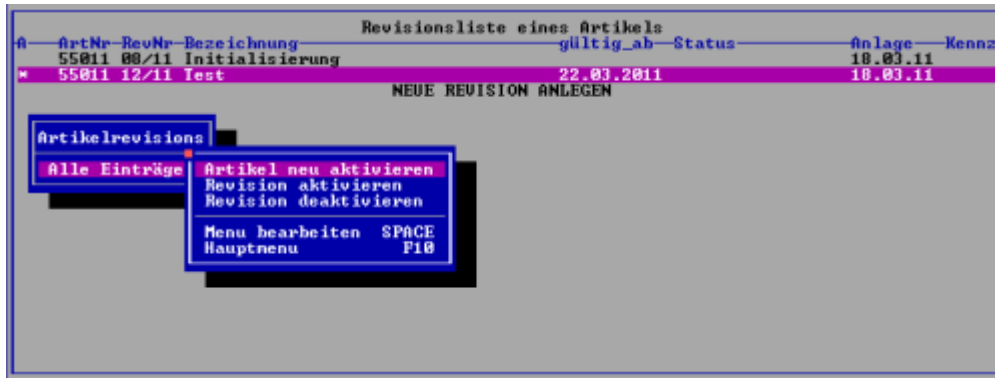 Revisionsliste eines Artikels
A ArtNr RevNr Bezeichnung gültig_ab Status Anlage Kennz
55011 08/11 Initialisierung 18.03.11
* 55011 12/11 Test 22.03.2011 18.03.11
NEUE REVISION ANLEGEN
Artikelrevisions
Alle Einträge
Artikel neu aktivieren
Revision aktivieren
Revision deaktivieren
Menu bearbeiten SPACE
Hauptmenu F10